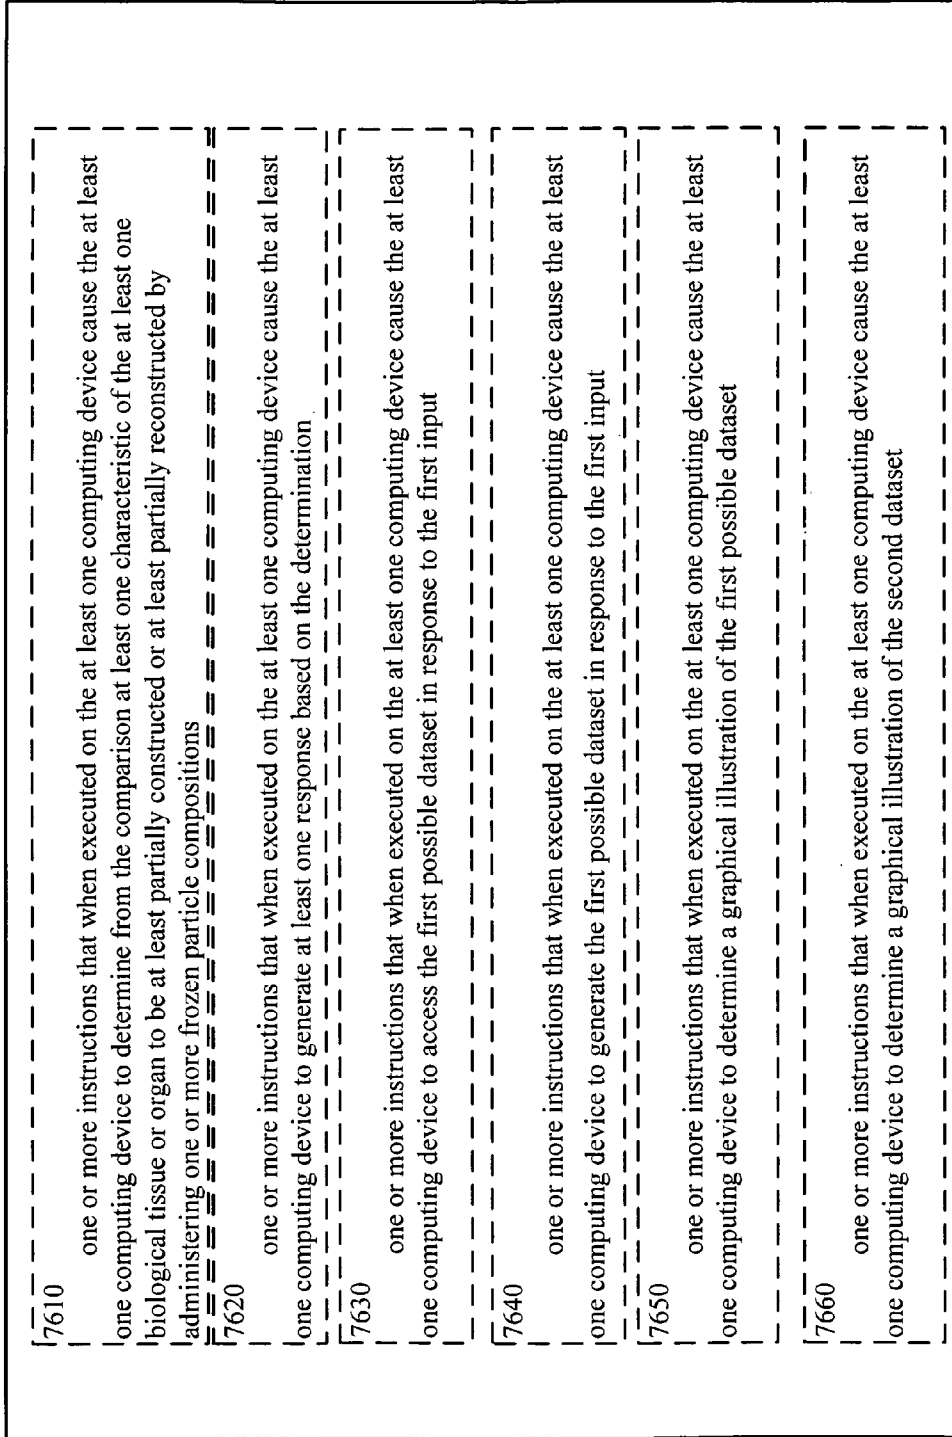 7610
one or more instructions that when executed on the at least one computing device cause the at least
one computing device to determine from the comparison at least one characteristic of the at least one
biological tissue or organ to be at least partially constructed or at least partially reconstructed by
administering one or more frozen particle compositions
7620
one or more instructions that when executed on the at least one computing device cause the at least
one computing device to generate at least one response based on the determination
7630
one or more instructions that when executed on the at least one computing device cause the at least
one computing device to access the first possible dataset in response to the first input
7640
one or more instructions that when executed on the at least one computing device cause the at least
one computing device to generate the first possible dataset in response to the first input
7650
one or more instructions that when executed on the at least one computing device cause the at least
one computing device to determine a graphical illustration of the first possible dataset
7660
one or more instructions that when executed on the at least one computing device cause the at least
one computing device to determine a graphical illustration of the second dataset